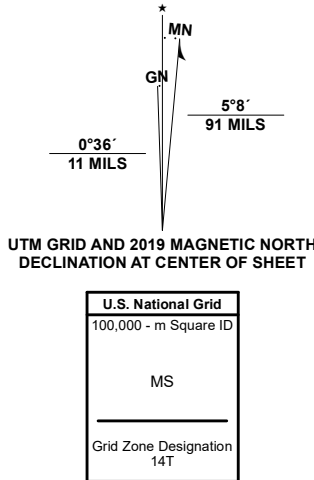 ★
MN
GN
5°8´
91 MILS
0°36´
11 MILS
UTM GRID AND 2019 MAGNETIC NORTH
DECLINATION AT CENTER OF SHEET
U.S. National Grid
100,000 - m Square ID
MS
Grid Zone Designation
14T